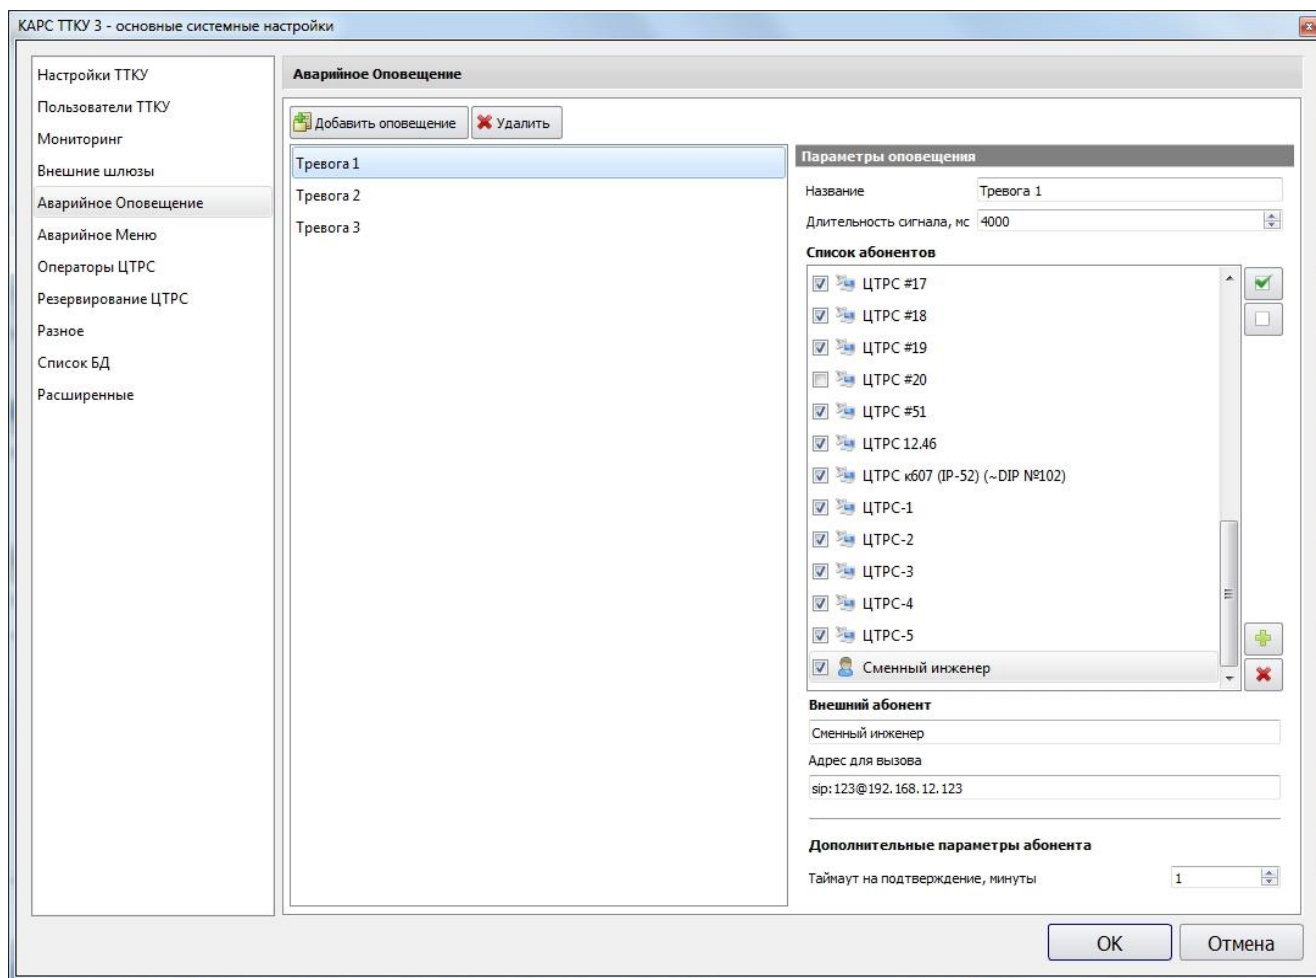 КАРС ТТКУ 3 - основные системные настройки
Настройки ТТКУ
Пользователи ТТКУ
Мониторинг
Внешние шлюзы
Аварийное Оповещение
Аварийное Меню
Операторы ЦТРС
Резервирование ЦТРС
Разное
Список БД
Расширенные
Аварийное Оповещение
Добавить оповещение
Удалить
Тревога 1
Тревога 2
Тревога 3
Параметры оповещения
Название Тревога 1
Длительность сигнала, мс 4000
Список абонентов
ЦТРС #17
ЦТРС #18
ЦТРС #19
ЦТРС #20
ЦТРС #51
ЦТРС 12.46
ЦТРС к607 (IP-52) (~DIP №102)
ЦТРС-1
ЦТРС-2
ЦТРС-3
ЦТРС-4
ЦТРС-5
Сменный инженер
Внешний абонент
Сменный инженер
Адрес для вызова
sip:123@192.168.12.123
Дополнительные параметры абонента
Таймаут на подтверждение, минуты 1
OK
Отмена